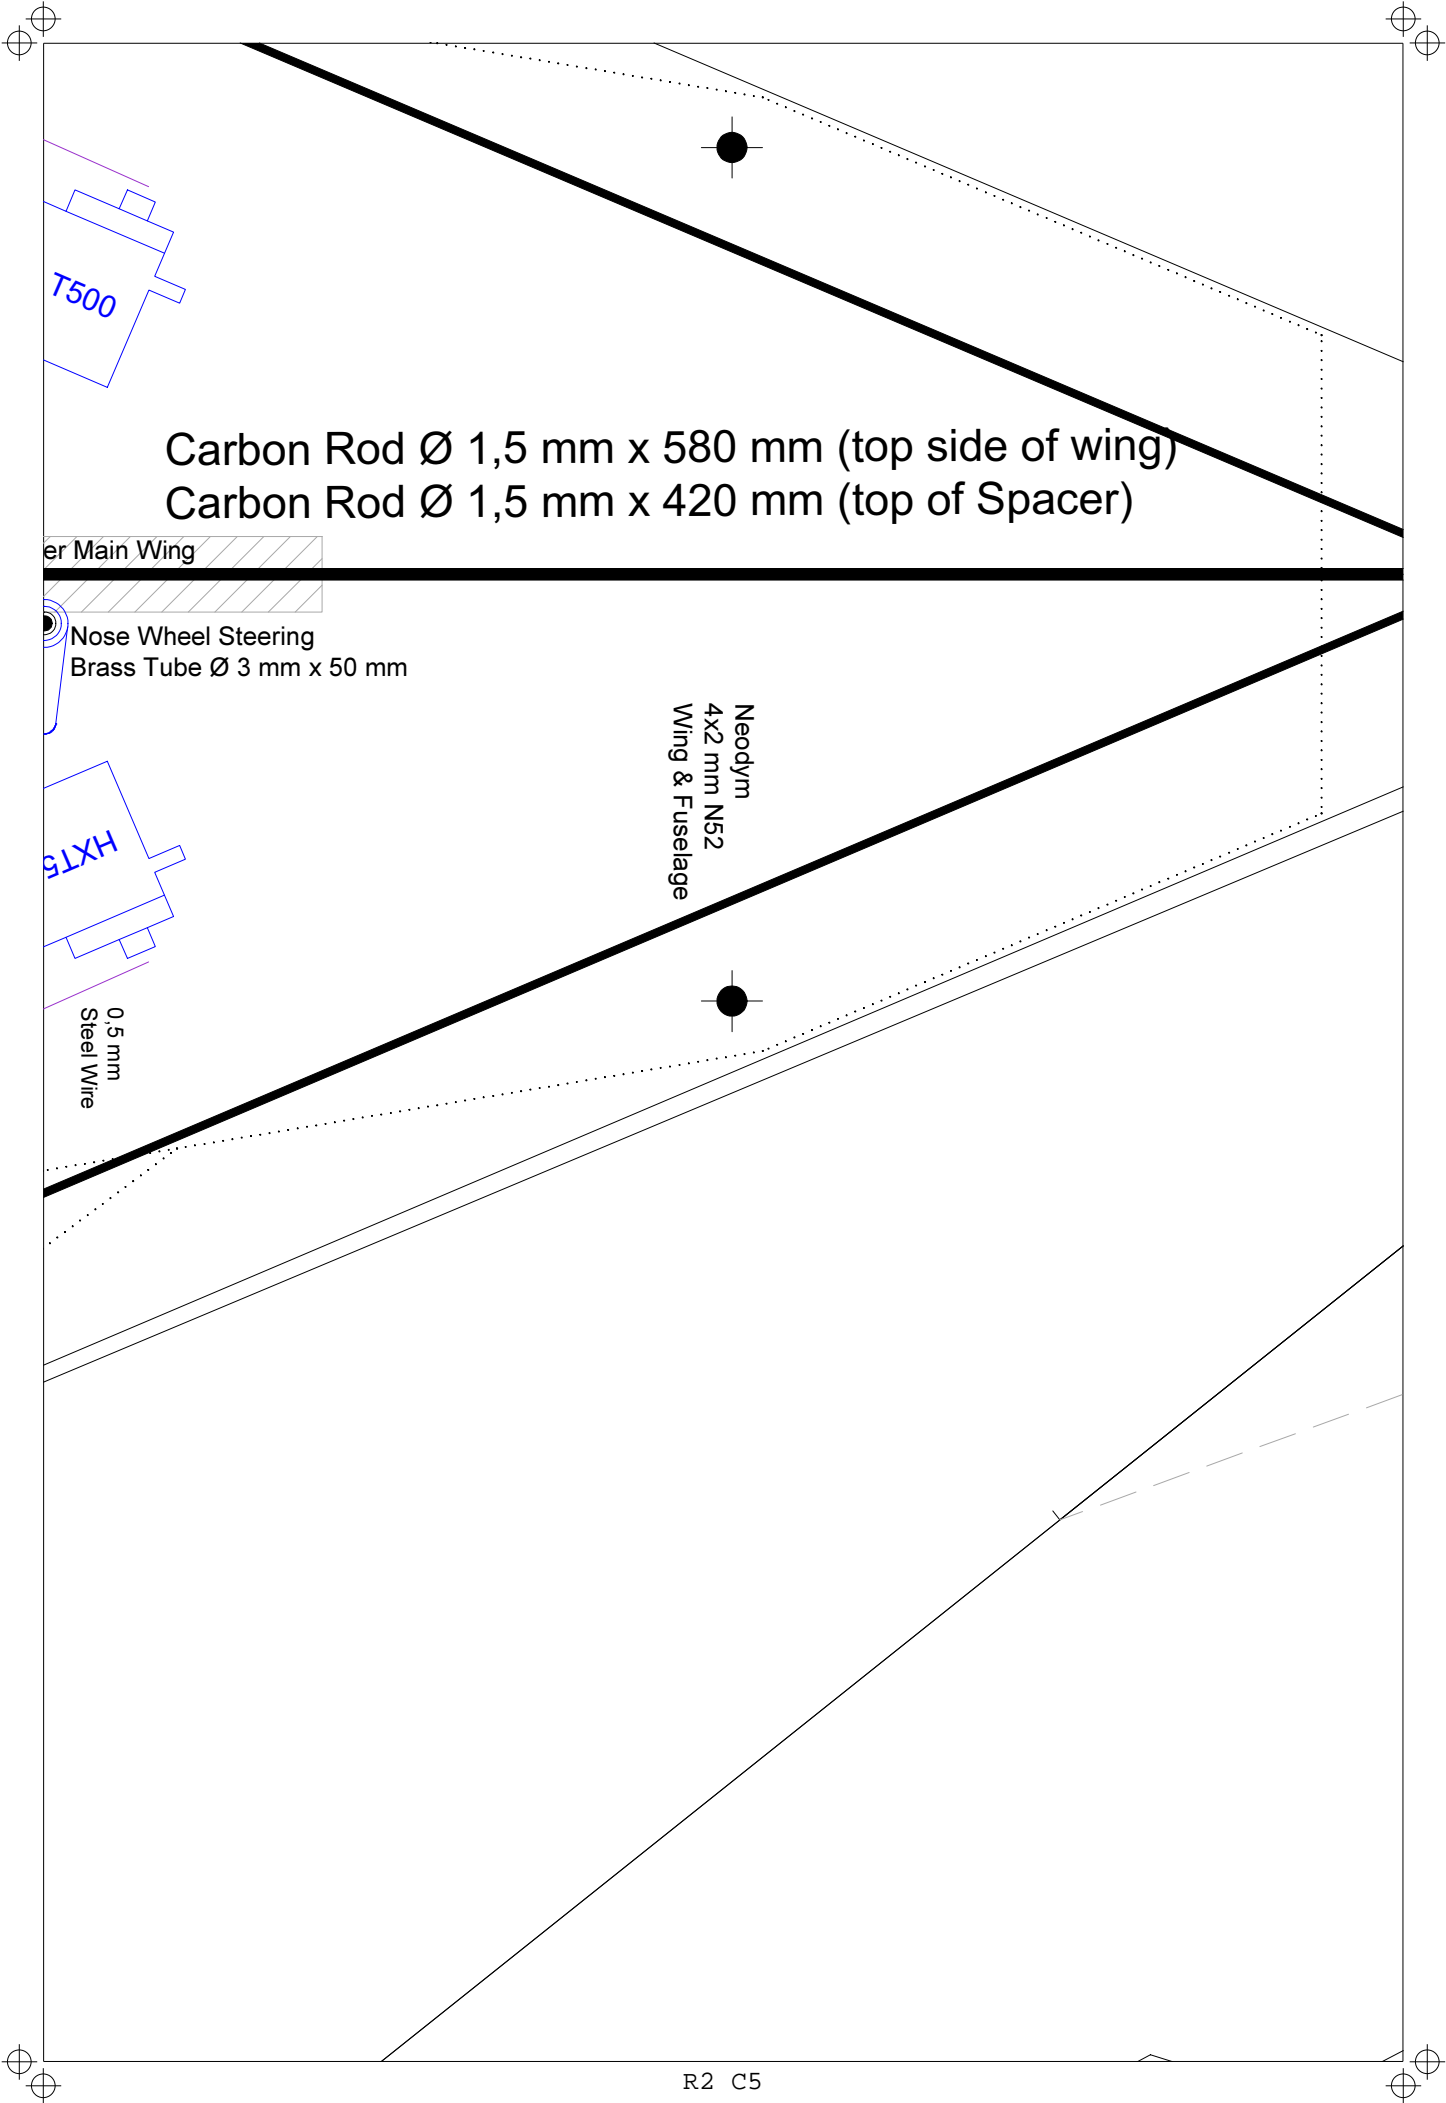 T500
Carbon Rod Ø 1,5 mm x 580 mm (top side of wing)
Carbon Rod Ø 1,5 mm x 420 mm (top of Spacer)
er Main Wing
Nose Wheel Steering
Brass Tube Ø 3 mm x 50 mm
Neodym
4x2 mm N52
Wing & Fuselage
HXT5
0,5 mm
Steel Wire
R2 C5